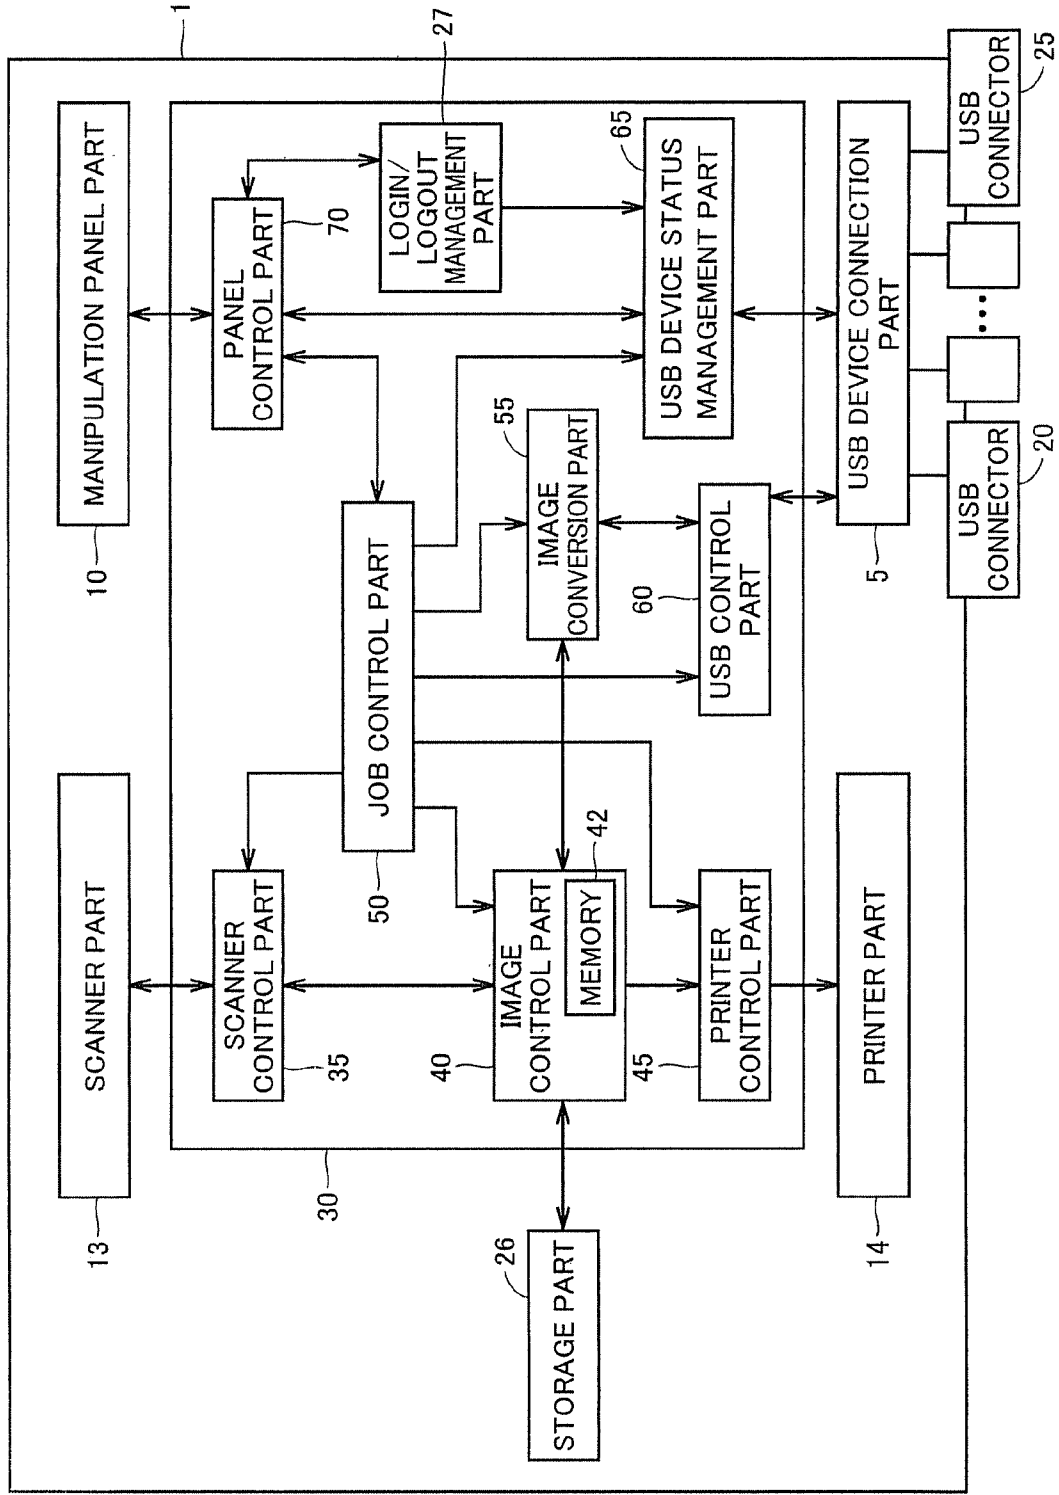 1
13
SCANNER PART
10
MANIPULATION PANEL PART
30
SCANNER
CONTROL PART
35
PANEL
CONTROL PART
70
50
JOB CONTROL PART
LOGIN/
LOGOUT
MANAGEMENT
PART
27
26
STORAGE PART
40
IMAGE
CONTROL PART
MEMORY
42
IMAGE
CONVERSION PART
55
45
PRINTER
CONTROL PART
60
USB CONTROL
PART
USB DEVICE STATUS
MANAGEMENT PART
65
14
PRINTER PART
5
USB DEVICE CONNECTION
PART
USB
CONNECTOR
20
USB
CONNECTOR
25